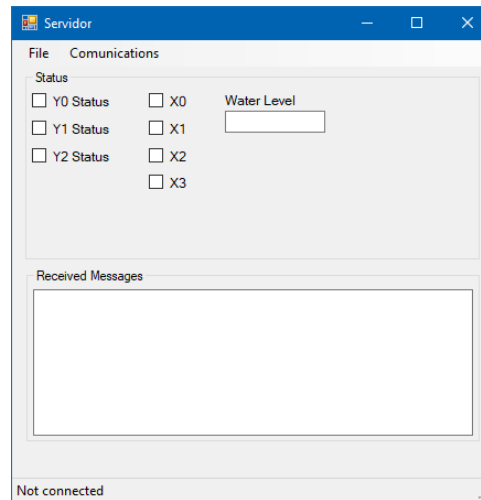 Servidor
File Comunications
Status
Y0 Status X0 Water Level
Y1 Status X1
Y2 Status X2
X3
Received Messages
Not connected